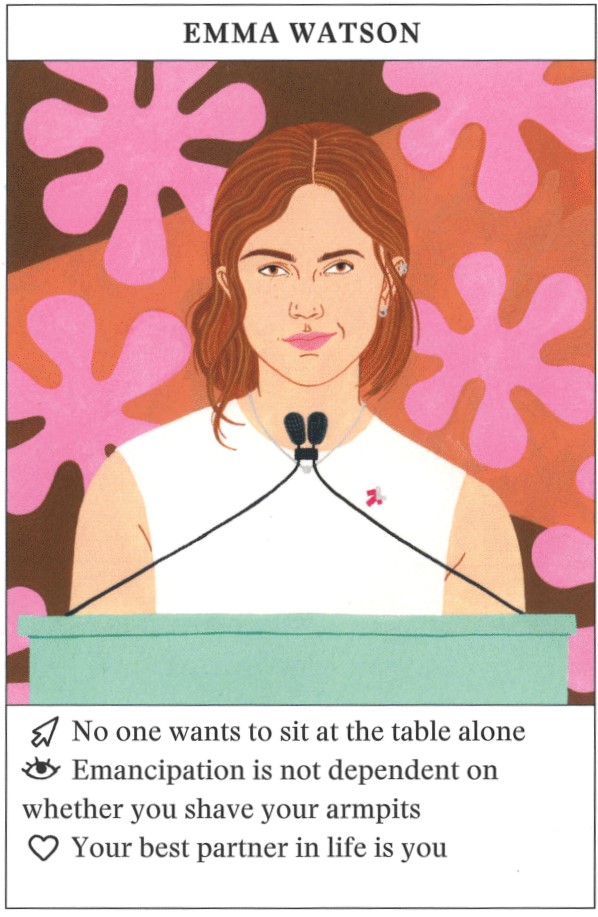 EMMA WATSON
No one wants to sit at the table alone
Emancipation is not dependent on
whether you shave your armpits
Your best partner in life is you